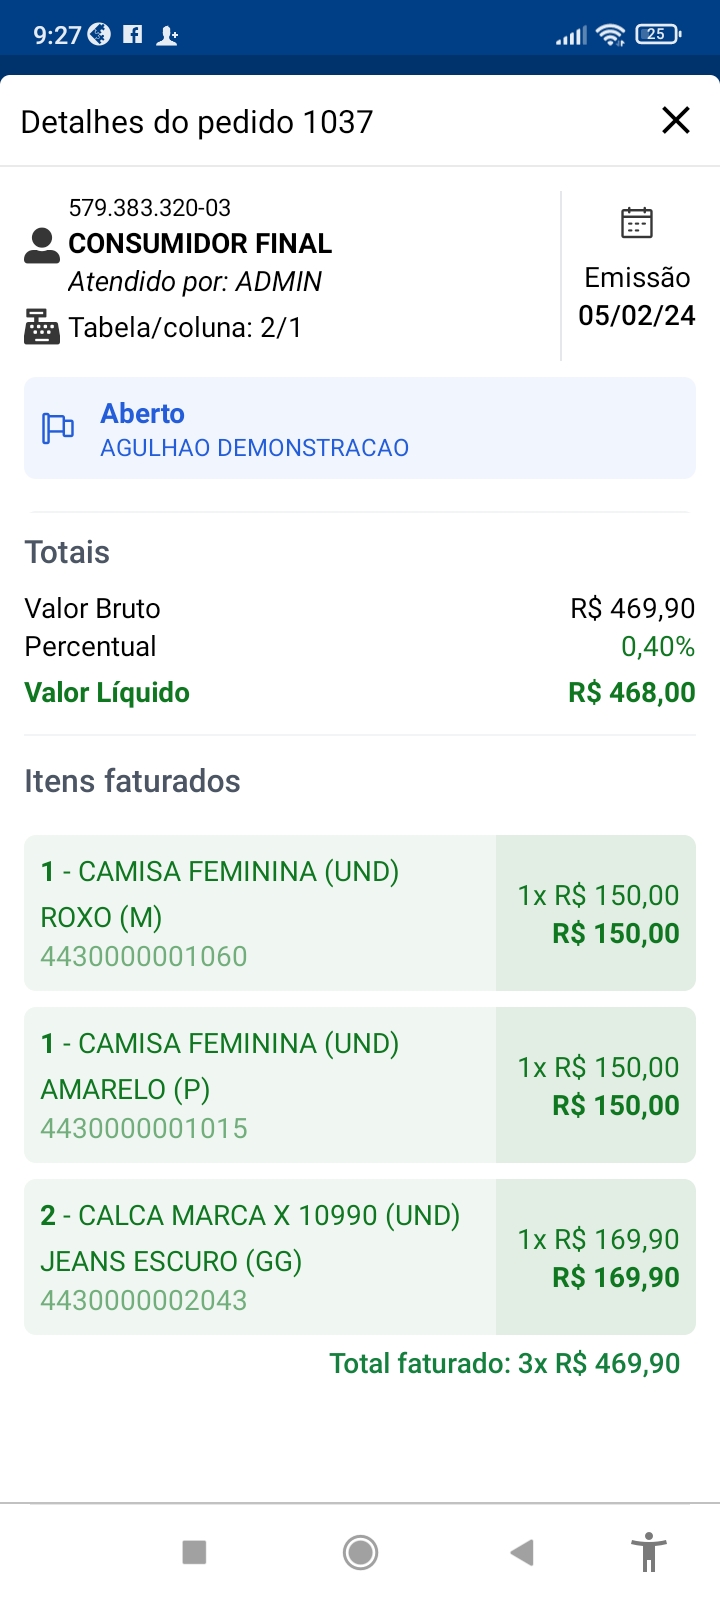 9:27
25
Detalhes do pedido 1037
579.383.320-03
CONSUMIDOR FINAL
Atendido por: ADMIN
Tabela/coluna: 2/1
Emissão
05/02/24
Aberto
AGULHAO DEMONSTRACAO
Totais
Valor Bruto R$ 469,90
Percentual 0,40%
Valor Líquido R$ 468,00
Itens faturados
1 - CAMISA FEMININA (UND)
ROXO (M)
4430000001060
1x R$ 150,00
R$ 150,00
1 - CAMISA FEMININA (UND)
AMARELO (P)
4430000001015
1x R$ 150,00
R$ 150,00
2 - CALCA MARCA X 10990 (UND)
JEANS ESCURO (GG)
4430000002043
1x R$ 169,90
R$ 169,90
Total faturado: 3x R$ 469,90